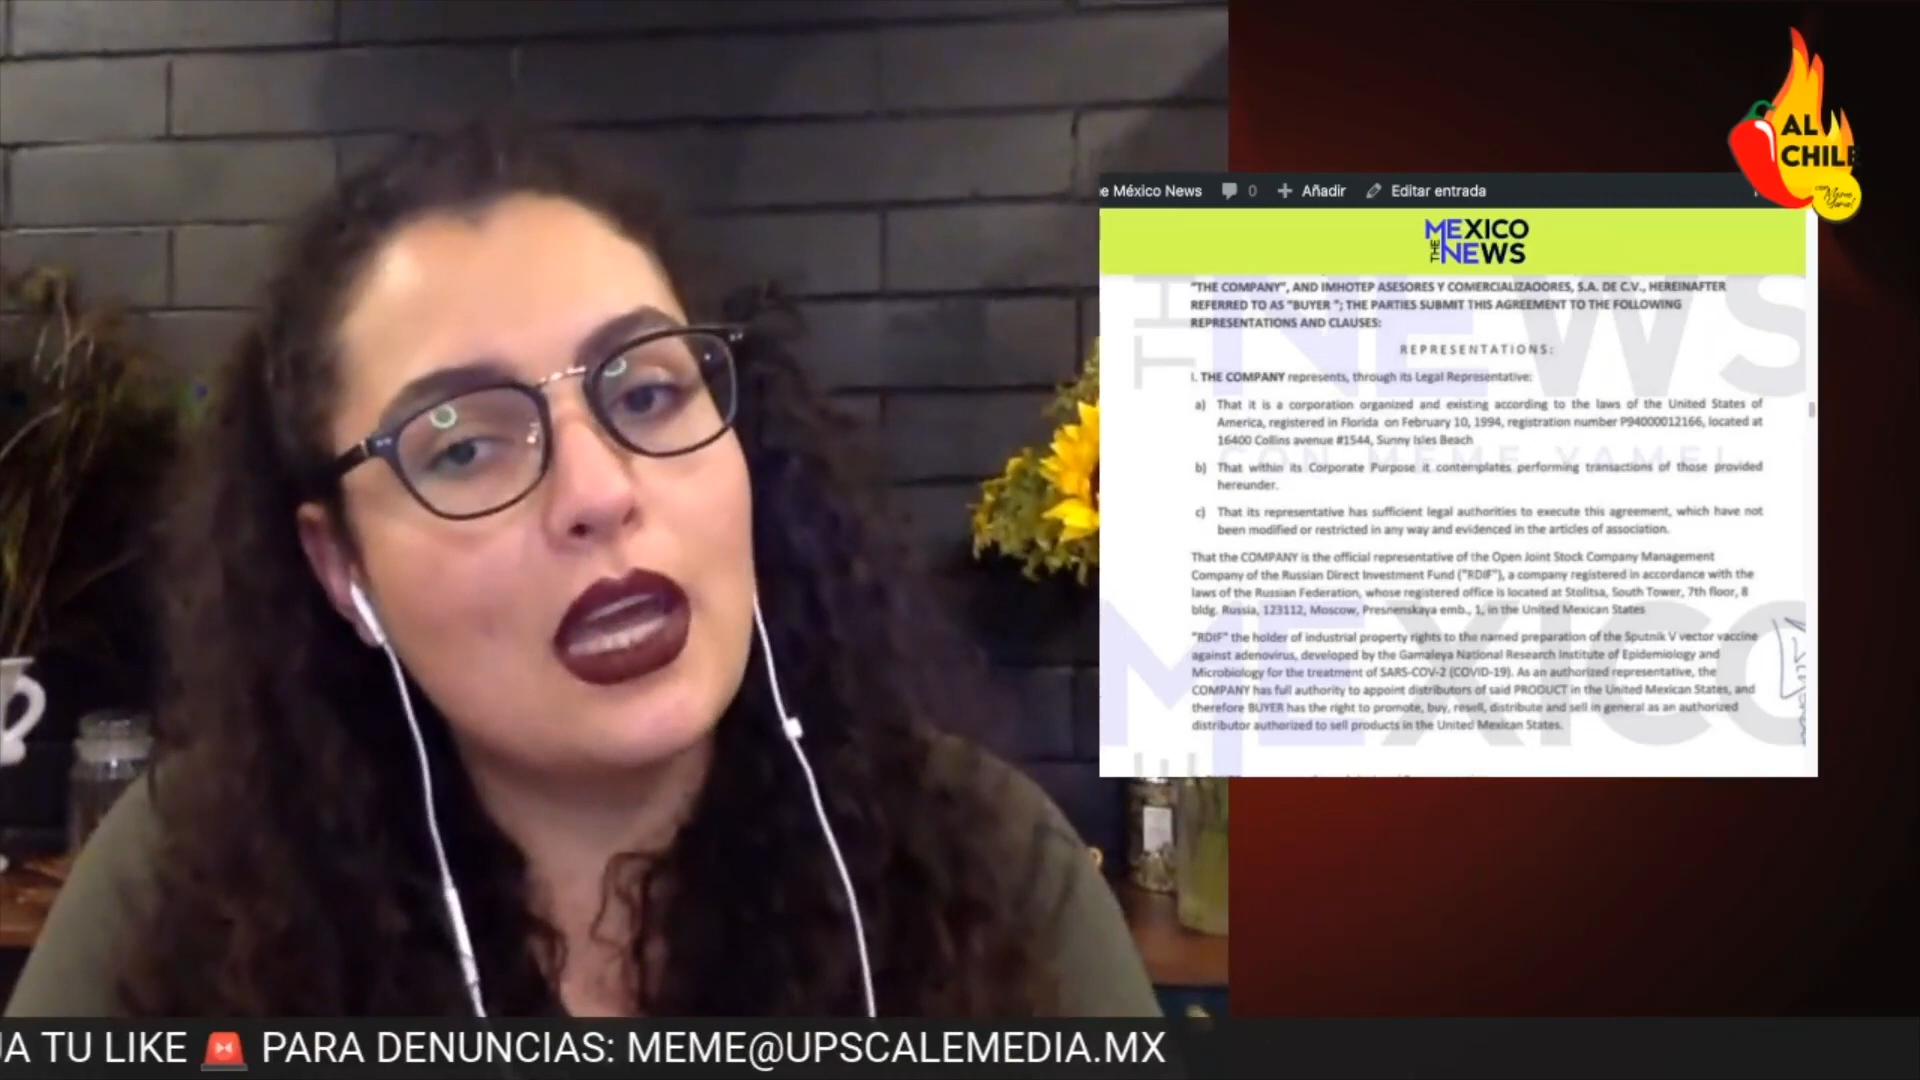 AL
CHILE
e México News 0 + Añadir Editar entrada
MEXICO
THE NEWS
"THE COMPANY", AND IMHOTEP ASESORES Y COMERCIALIZAOORES, S.A. DE C.V., HEREINAFTER
REFERRED TO AS "BUYER "; THE PARTIES SUBMIT THIS AGREEMENT TO THE FOLLOWING
REPRESENTATIONS AND CLAUSES:
REPRESENTATIONS:
I. THE COMPANY represents, through its Legal Representative:
a) That it is a corporation organized and existing according to the laws of the United States of
America, registered in Florida on February 10, 1994, registration number P94000012166, located at
16400 Collins avenue #1544, Sunny Isles Beach
b) That within its Corporate Purpose it contemplates performing transactions of those provided
hereunder.
c) That its representative has sufficient legal authorities to execute this agreement, which have not
been modified or restricted in any way and evidenced in the articles of association.
That the COMPANY is the official representative of the Open Joint Stock Company Management
Company of the Russian Direct Investment Fund ("RDIF"), a company registered in accordance with the
laws of the Russian Federation, whose registered office is located at Stolitsa, South Tower, 7th floor, 8
bldg. Russia, 123112, Moscow, Presnenskaya emb., 1, in the United Mexican States
"RDIF" the holder of industrial property rights to the named preparation of the Sputnik V vector vaccine
against adenovirus, developed by the Gamaleya National Research Institute of Epidemiology and
Microbiology for the treatment of SARS-COV-2 (COVID-19). As an authorized representative, the
COMPANY has full authority to appoint distributors of said PRODUCT in the United Mexican States, and
therefore BUYER has the right to promote, buy, resell, distribute and sell in general as an authorized
distributor authorized to sell products in the United Mexican States.
THE NEWS
CON MEME YAMEL
MEXICO
JA TU LIKE 🚨 PARA DENUNCIAS: MEME@UPSCALEMEDIA.MX